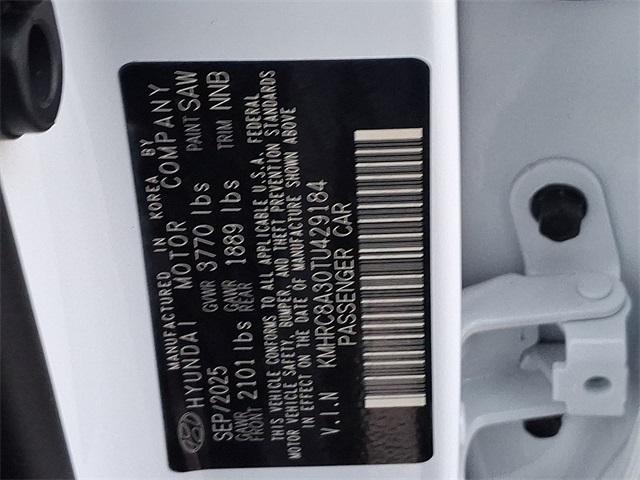 MANUFACTURED IN KOREA BY
HYUNDAI MOTOR COMPANY
SEP/2025 GVWR 3770 lbs PAINT SAW
GAWR FRONT 2101 lbs GAWR REAR 1889 lbs TRIM NNB
THIS VEHICLE CONFORMS TO ALL APPLICABLE U.S.A. FEDERAL
MOTOR VEHICLE SAFETY, BUMPER, AND THEFT PREVENTION STANDARDS
IN EFFECT ON THE DATE OF MANUFACTURE SHOWN ABOVE
V.I.N KMHRC8A30TU429184
PASSENGER CAR